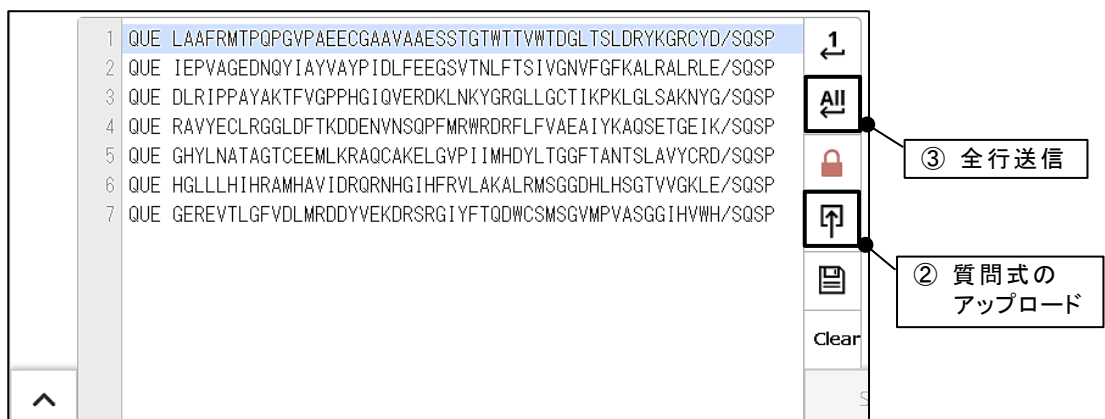 1 QUE LAAFRMTPQPGVPAEECGAAVAAESSTGTWTTVWTDGLTSLDRYKGRCYD/SQSP
2 QUE IEPVAGEDNQYIAYVAYPIDLFEEGSVTNLFTSIVGNVFGFKALRALRLE/SQSP
3 QUE DLRIPPAYAKTFVGPPHGIQVERDKLNKYGRGLLGCTIKPKLGLSAKNYG/SQSP
4 QUE RAVYECLRGGLDFTKDDENVNSQPFMRWRDRFLFVAEAIYKAQSETGEIK/SQSP
5 QUE GHYLNATAGTCEEMLKRAQCAKELGVPIIMHDYLTGGFTANTSLAVYCRD/SQSP
6 QUE HGLLLHIHRAMHAVIDRQRNHGIHFRVLAKALRMSGGDHLHSGTVVGKLE/SQSP
7 QUE GEREVTLGFVDLMRDDYVEKDRSRGIYFTQDWCSMSGVMPVASGGIHVWH/SQSP
1
All
③ 全行送信
② 質問式の
アップロード
Clear
S